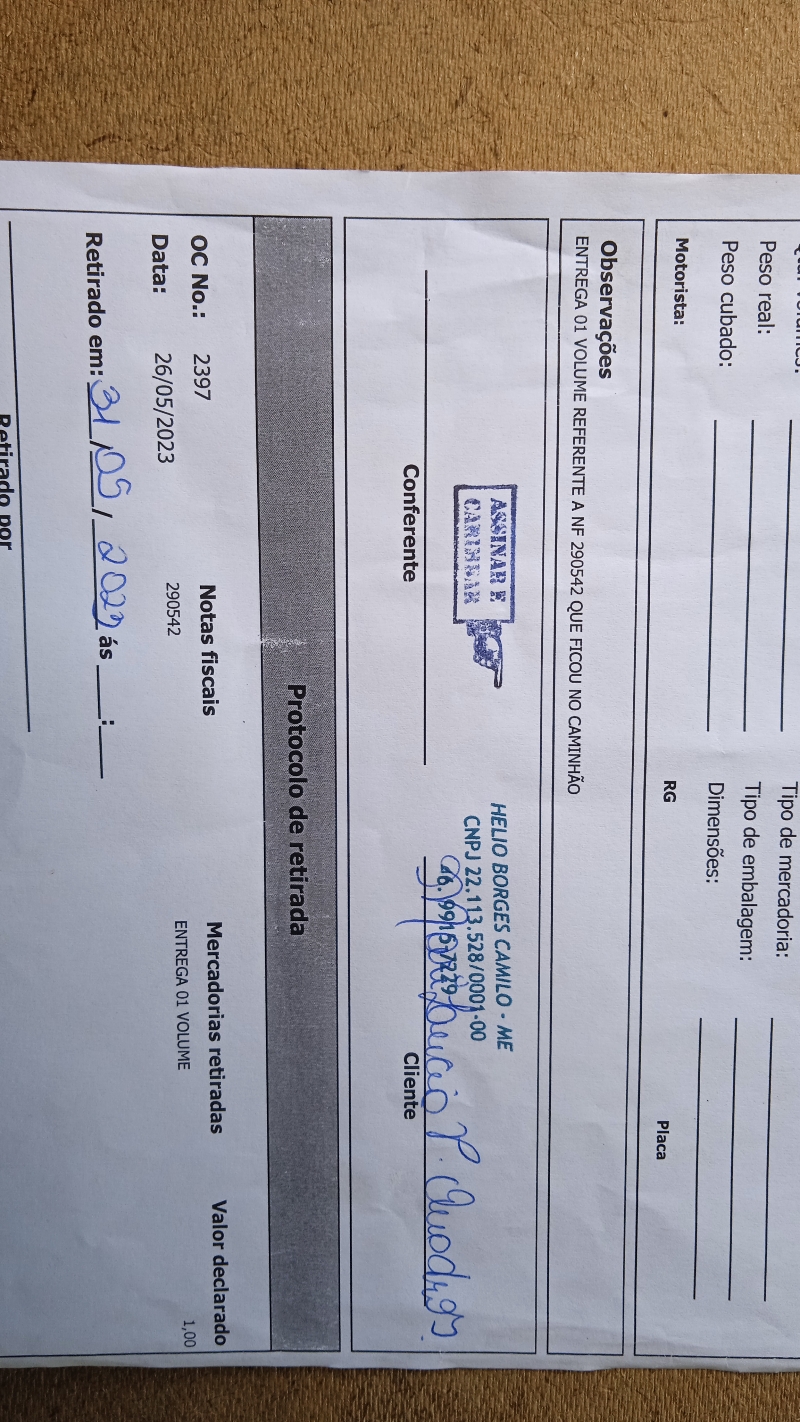 Peso real:
Tipo de mercadoria:
Peso cubado:
Tipo de embalagem:
Dimensões:
Motorista:
RG
Placa
Observações
ENTREGA 01 VOLUME REFERENTE A NF 290542 QUE FICOU NO CAMINHÃO
ASSINAR E
CARIMBAR
HELIO BORGES CAMILO - ME
CNPJ 22.113.528/0001-00
Conferente
Cliente
Protocolo de retirada
OC No.: 2397
Notas fiscais
Mercadorias retiradas
Valor declarado
Data: 26/05/2023
290542
ENTREGA 01 VOLUME
1,00
Retirado em: 31/05/2023 ás __:__
Retirado por